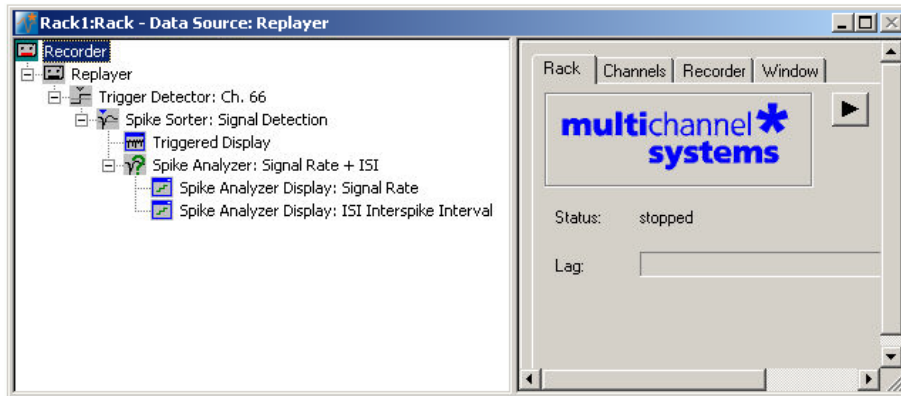 Rack1:Rack - Data Source: Replayer
Recorder
Replayer
Trigger Detector: Ch. 66
Spike Sorter: Signal Detection
Triggered Display
Spike Analyzer: Signal Rate + ISI
Spike Analyzer Display: Signal Rate
Spike Analyzer Display: ISI Interspike Interval
Rack Channels Recorder Window
multichannel*
systems
Status: stopped
Lag: